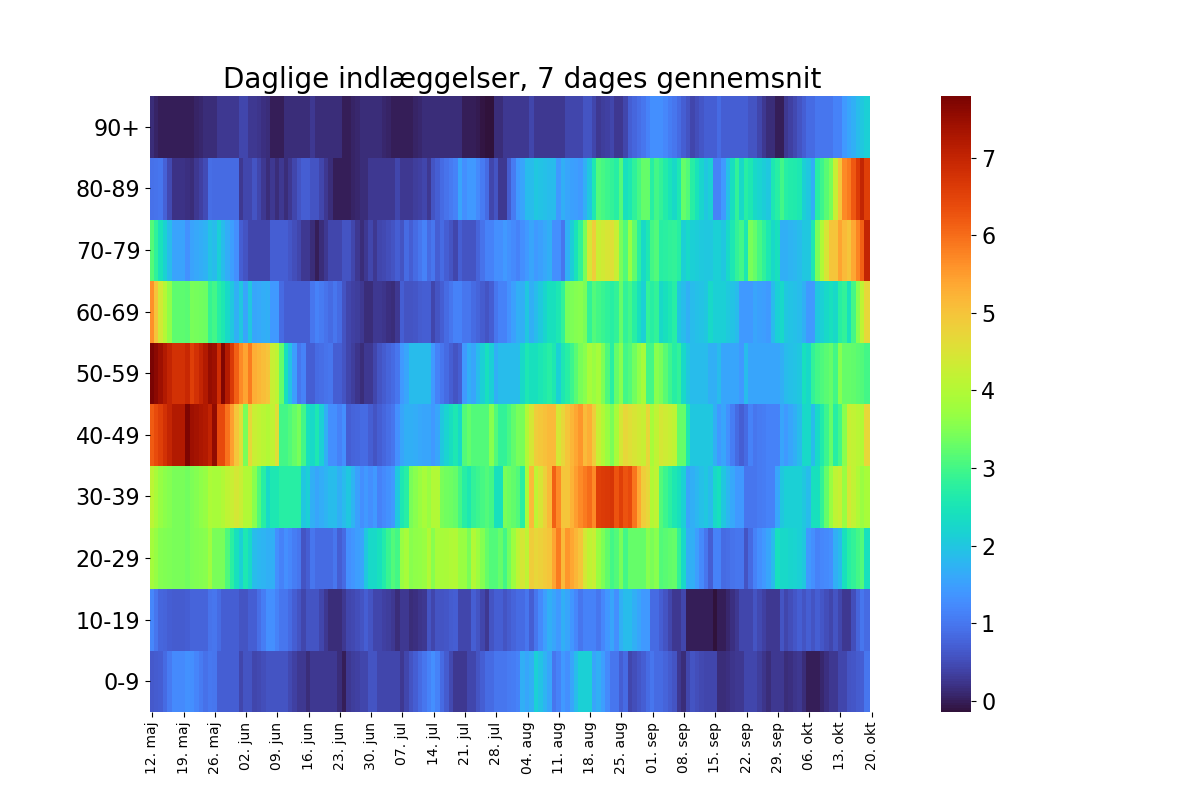 Daglige indlæggelser, 7 dages gennemsnit
90+
80-89
70-79
60-69
50-59
40-49
30-39
20-29
10-19
0-9
12. maj
19. maj
26. maj
02. jun
09. jun
16. jun
23. jun
30. jun
07. jul
14. jul
21. jul
28. jul
04. aug
11. aug
18. aug
25. aug
01. sep
08. sep
15. sep
22. sep
29. sep
06. okt
13. okt
20. okt
7
6
5
4
3
2
1
0